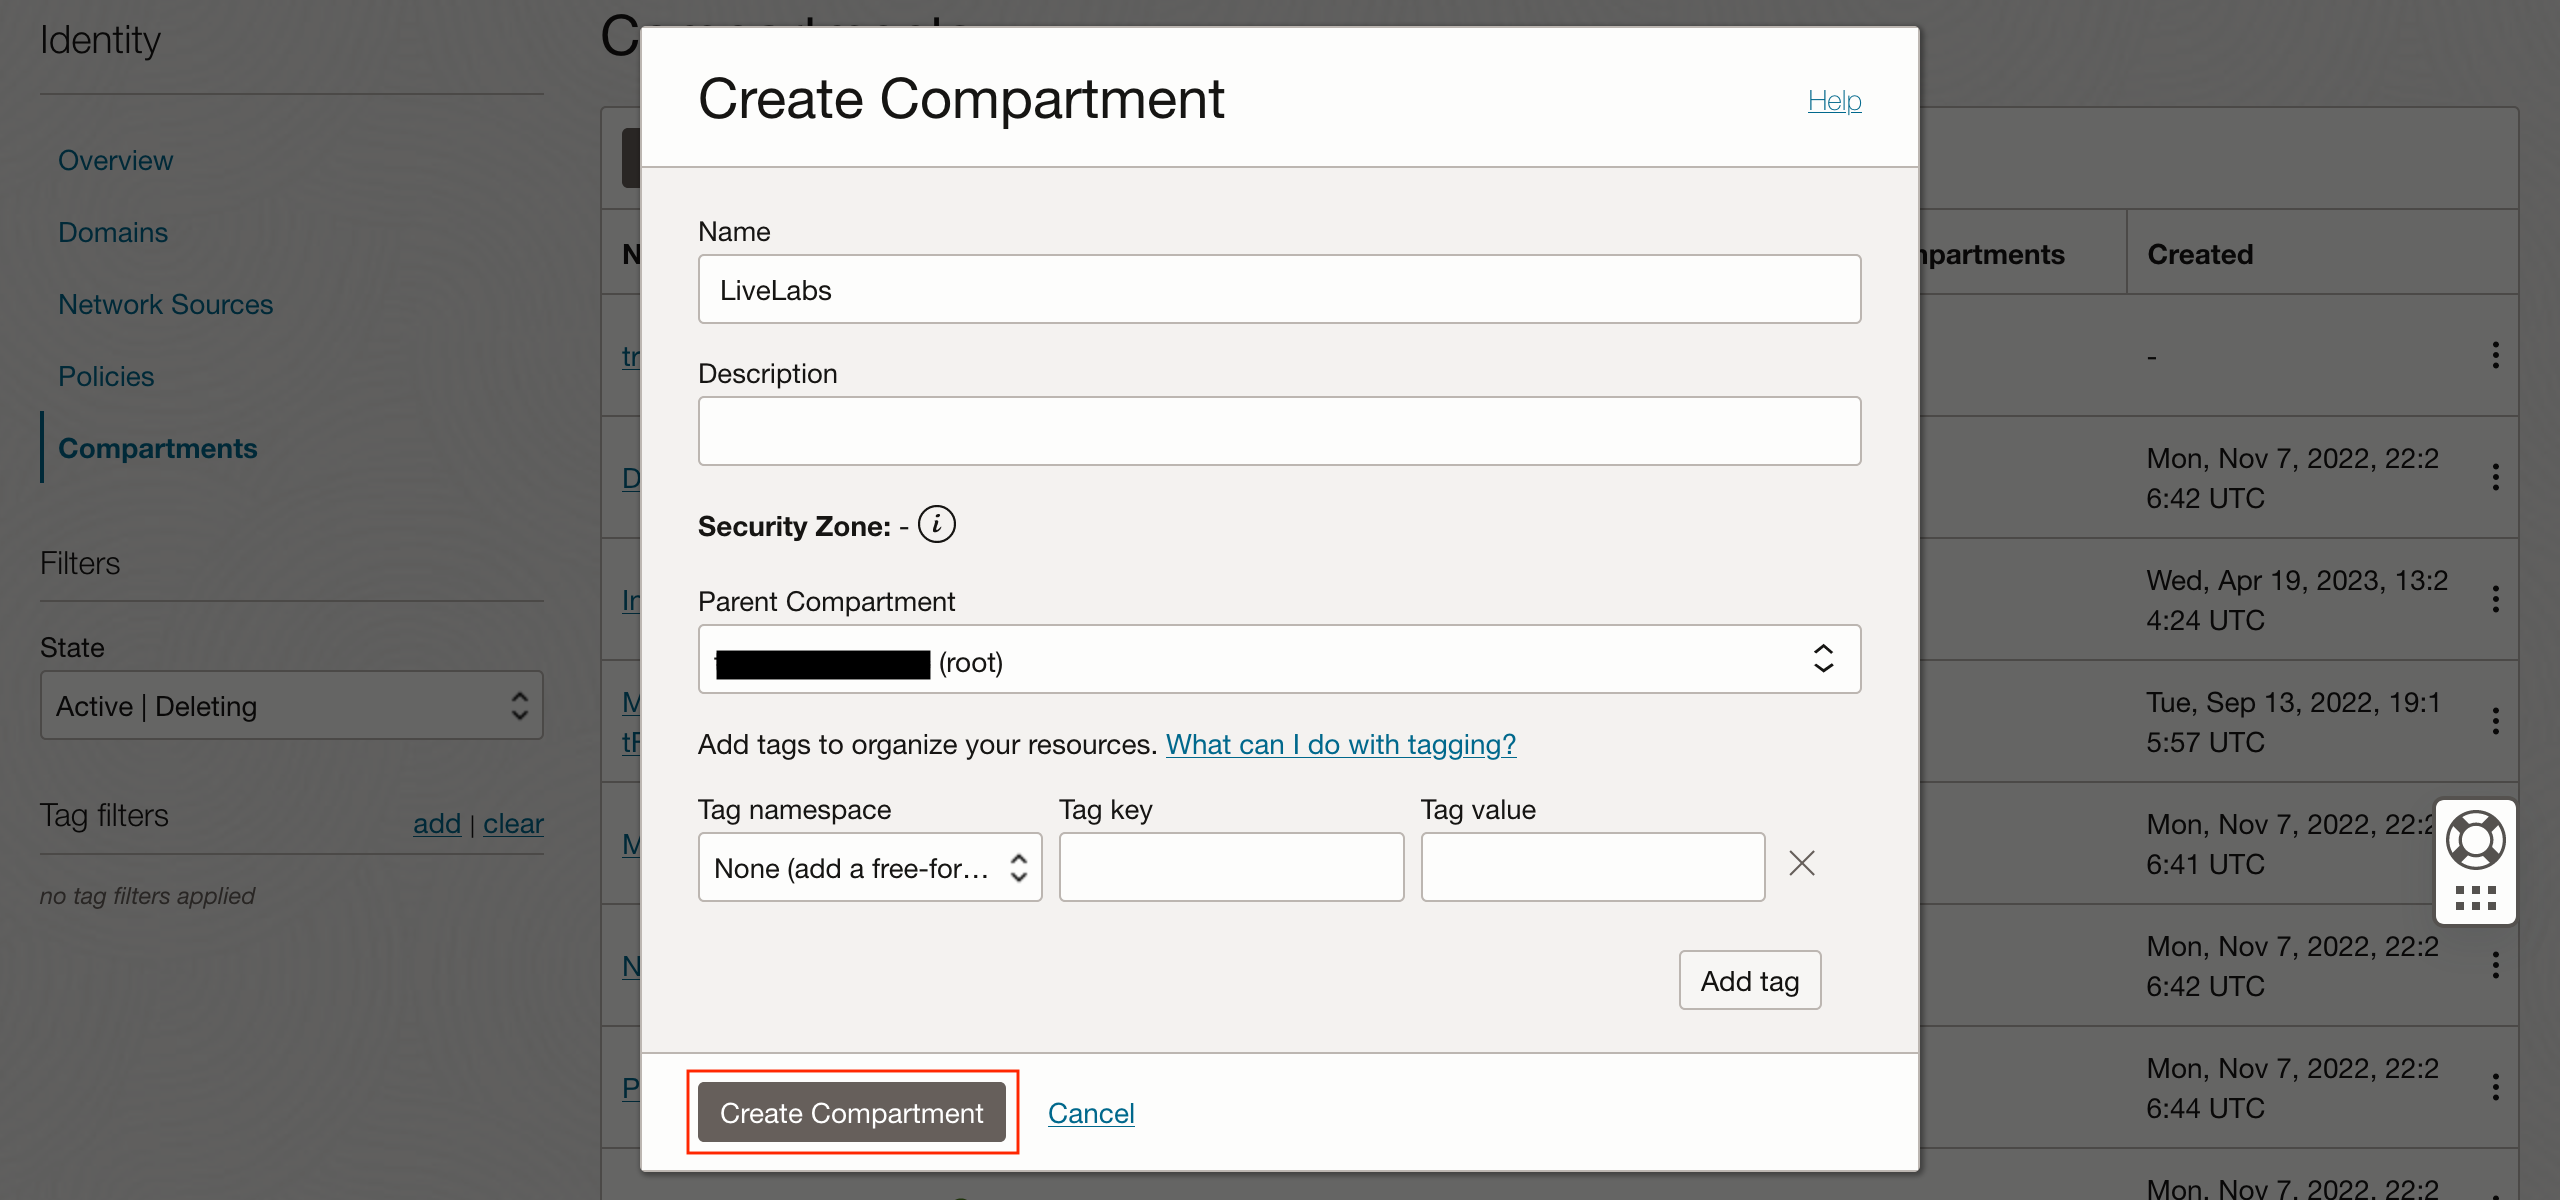 Identity
Overview
Domains
Network Sources
Policies
Compartments
Filters
State
Active | Deleting
Tag filters
add | clear
no tag filters applied
Create Compartment
Help
Name
LiveLabs
Description
Security Zone: - i
Parent Compartment
(root)
Add tags to organize your resources. What can I do with tagging?
Tag namespace Tag key Tag value
None (add a free-for...
Add tag
Create Compartment Cancel
Created
-
Mon, Nov 7, 2022, 22:2
6:42 UTC
Wed, Apr 19, 2023, 13:2
4:24 UTC
Tue, Sep 13, 2022, 19:1
5:57 UTC
Mon, Nov 7, 2022, 22:2
6:41 UTC
Mon, Nov 7, 2022, 22:2
6:42 UTC
Mon, Nov 7, 2022, 22:2
6:44 UTC
Mon, Nov 7, 2022, 22:2